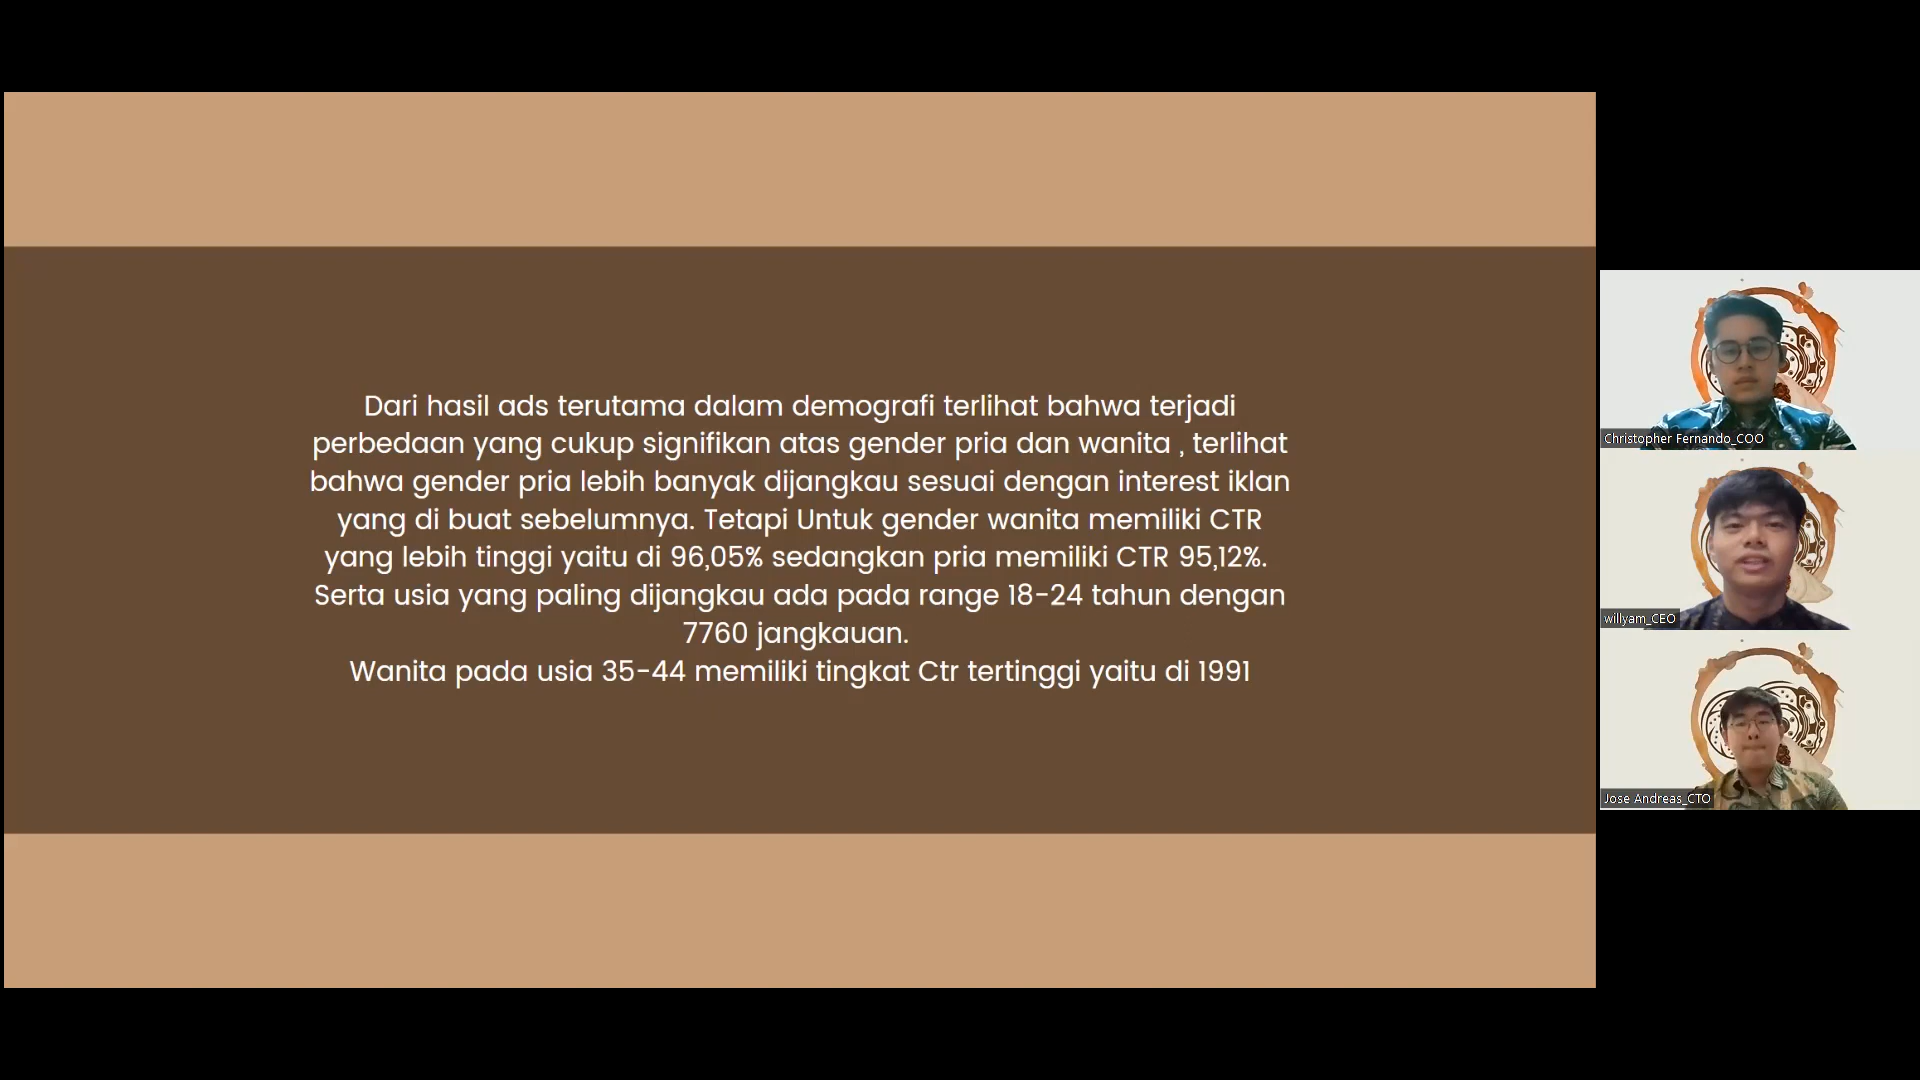 Dari hasil ads terutama dalam demografi terlihat bahwa terjadi
perbedaan yang cukup signifikan atas gender pria dan wanita , terlihat
bahwa gender pria lebih banyak dijangkau sesuai dengan interest iklan
yang di buat sebelumnya. Tetapi Untuk gender wanita memiliki CTR
yang lebih tinggi yaitu di 96,05% sedangkan pria memiliki CTR 95,12%.
Serta usia yang paling dijangkau ada pada range 18-24 tahun dengan
7760 jangkauan.
Wanita pada usia 35-44 memiliki tingkat Ctr tertinggi yaitu di 1991
Christopher Fernando_COO
willyam_CEO
Jose Andreas_CTO